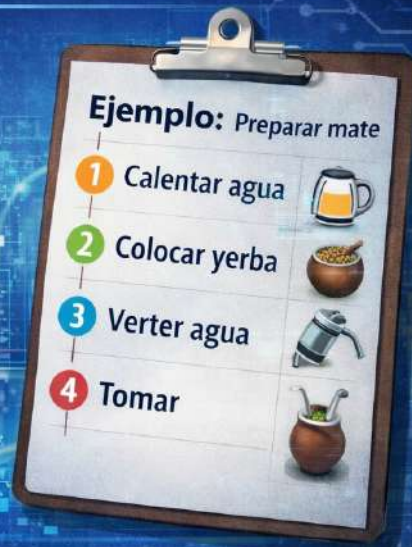 Ejemplo: Preparar mate
1 Calentar agua
2 Colocar yerba
3 Verter agua
4 Tomar